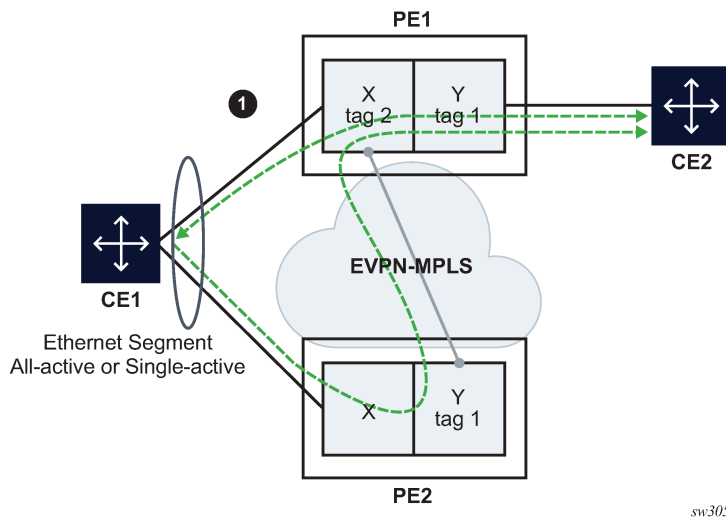 PE1
1
X
tag 2
Y
tag 1
CE2
EVPN-MPLS
CE1
Ethernet Segment
All-active or Single-active
X
Y
tag 1
PE2